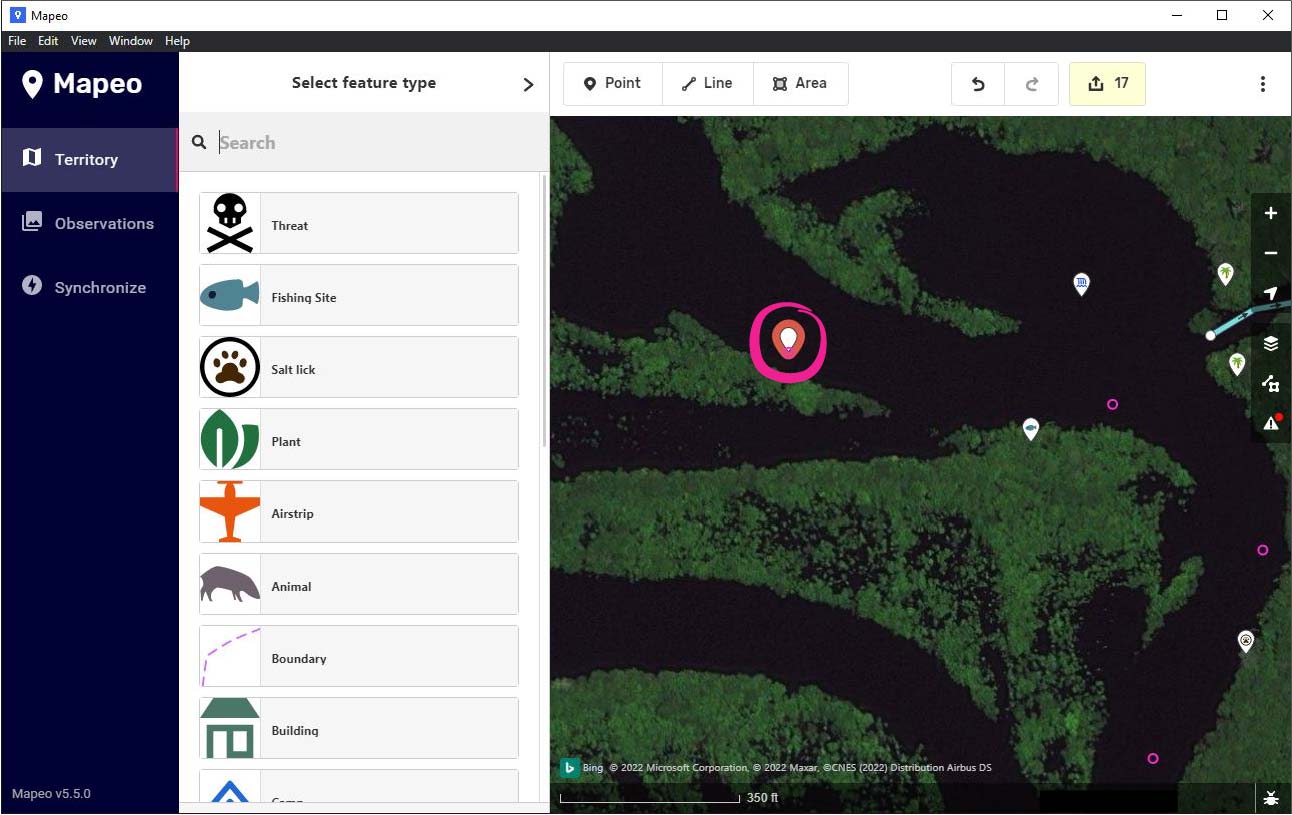 Mapeo
File Edit View Window Help
Mapeo
Territory
Observations
Synchronize
Mapeo v5.5.0
Select feature type
Search
Threat
Fishing Site
Salt lick
Plant
Airstrip
Animal
Boundary
Building
Camp
Point
Line
Area
17
Bing © 2022 Microsoft Corporation, © 2022 Maxar, ©CNES (2022) Distribution Airbus DS
350 ft